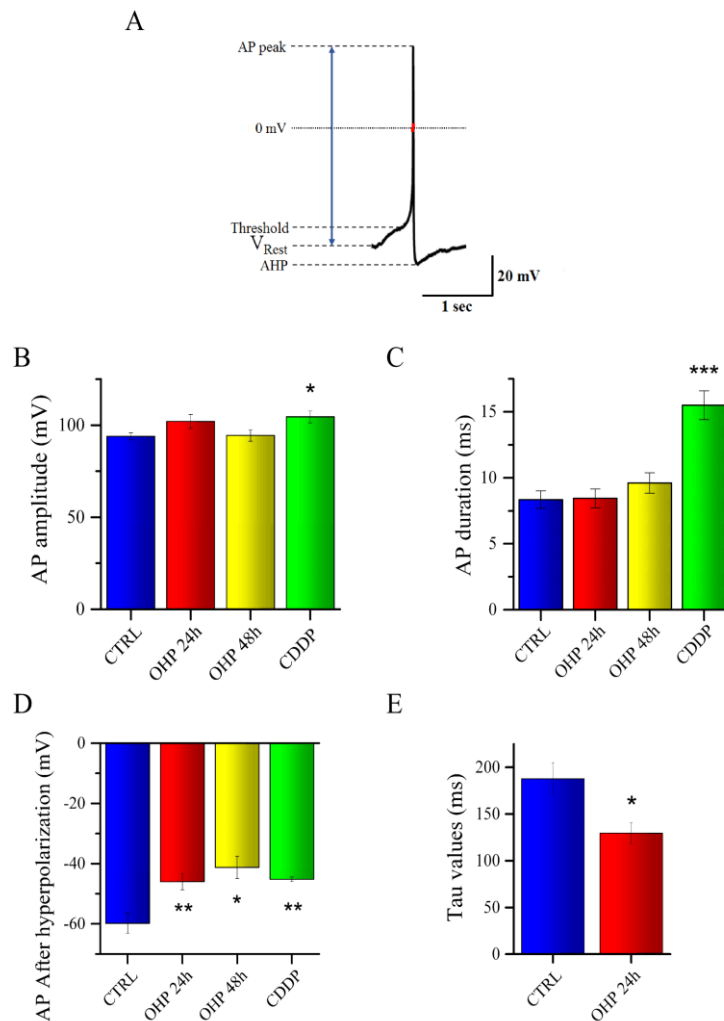 A
AP peak
0 mV
Threshold
VRest
AHP
20 mV
1 sec
B
AP amplitude (mV)
100
50
0
*
CTRL
OHP 24h
OHP 48h
CDDP
C
AP duration (ms)
15
10
5
0
***
CTRL
OHP 24h
OHP 48h
CDDP
D
AP After hyperpolarization (mV)
0
-20
-40
-60
**
*
**
CTRL
OHP 24h
OHP 48h
CDDP
E
Tau values (ms)
200
150
100
50
0
*
CTRL
OHP 24h